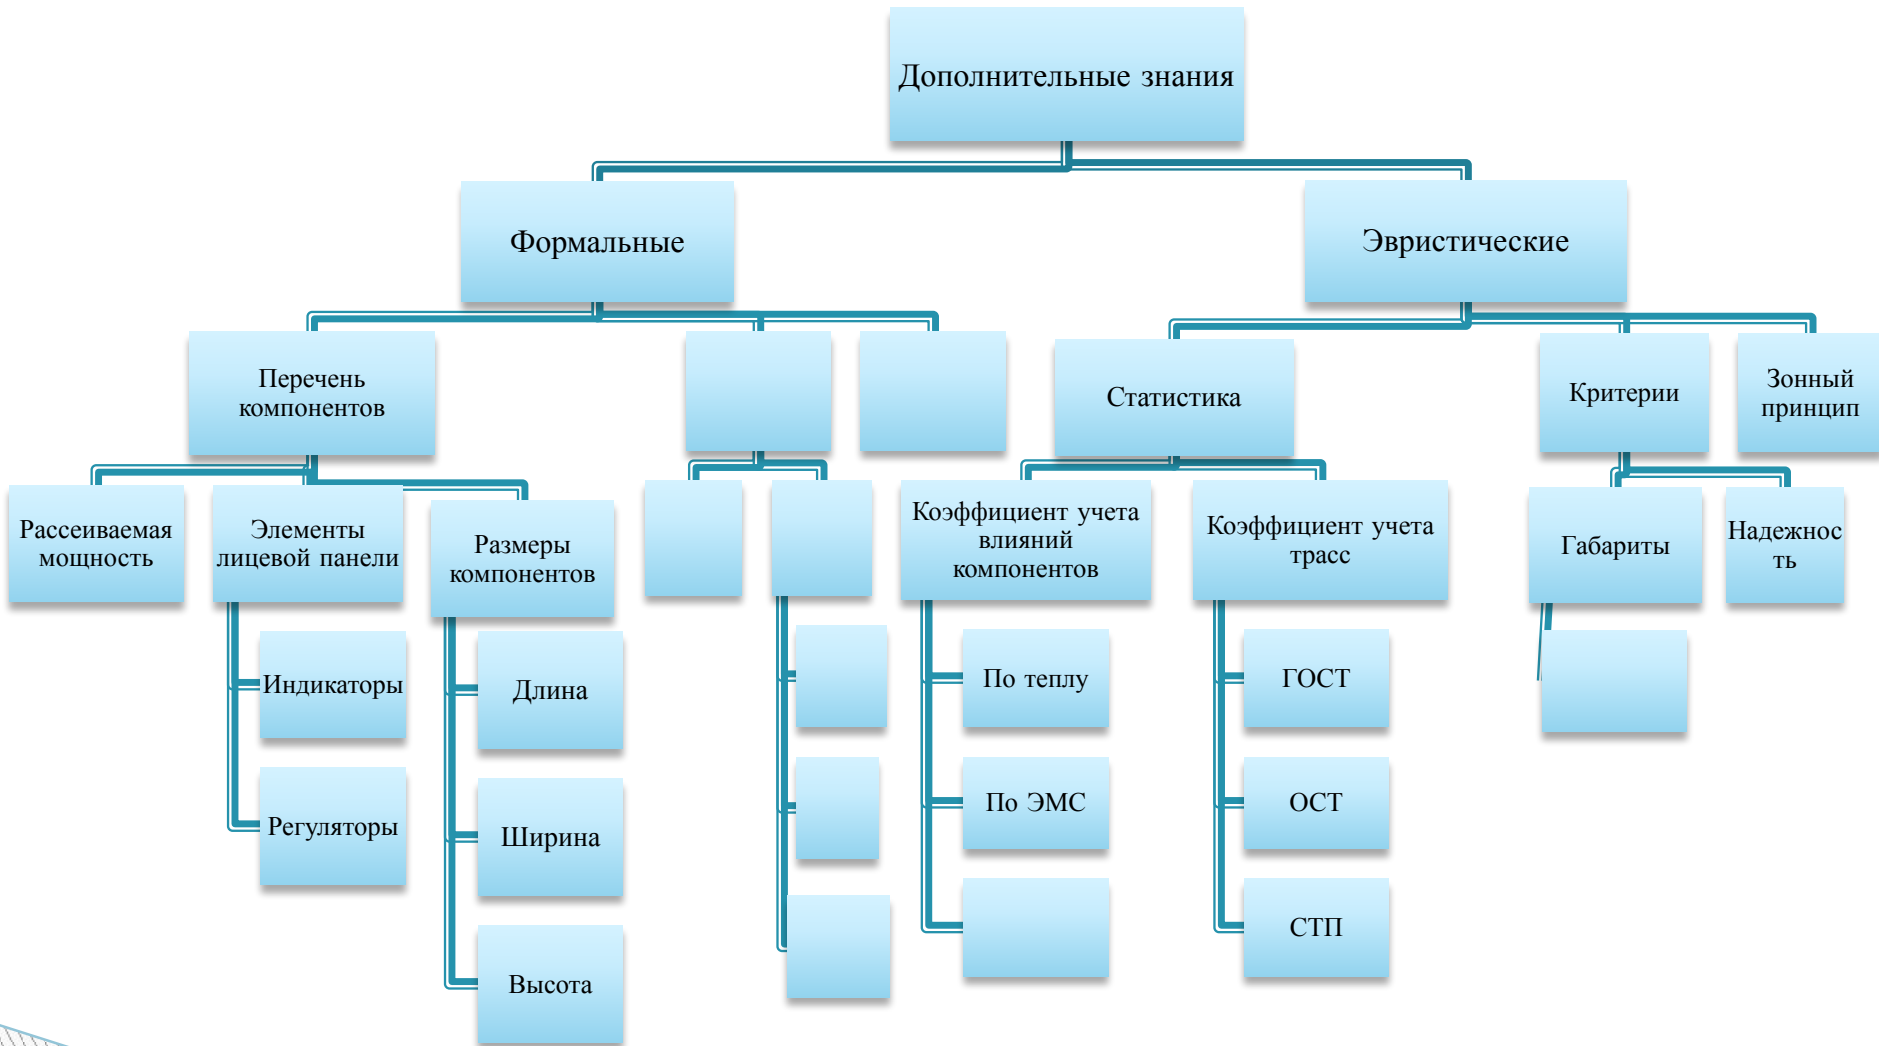 Дополнительные знания
Формальные
Эвристические
Перечень
компонентов
Статистика
Критерии
Зонный
принцип
Рассеиваемая
мощность
Элементы
лицевой панели
Размеры
компонентов
Коэффициент учета
влияний
компонентов
Коэффициент учета
трасс
Габариты
Надежнос
ть
Индикаторы
Длина
По теплу
ГОСТ
Регуляторы
Ширина
По ЭМС
ОСТ
Высота
СТП